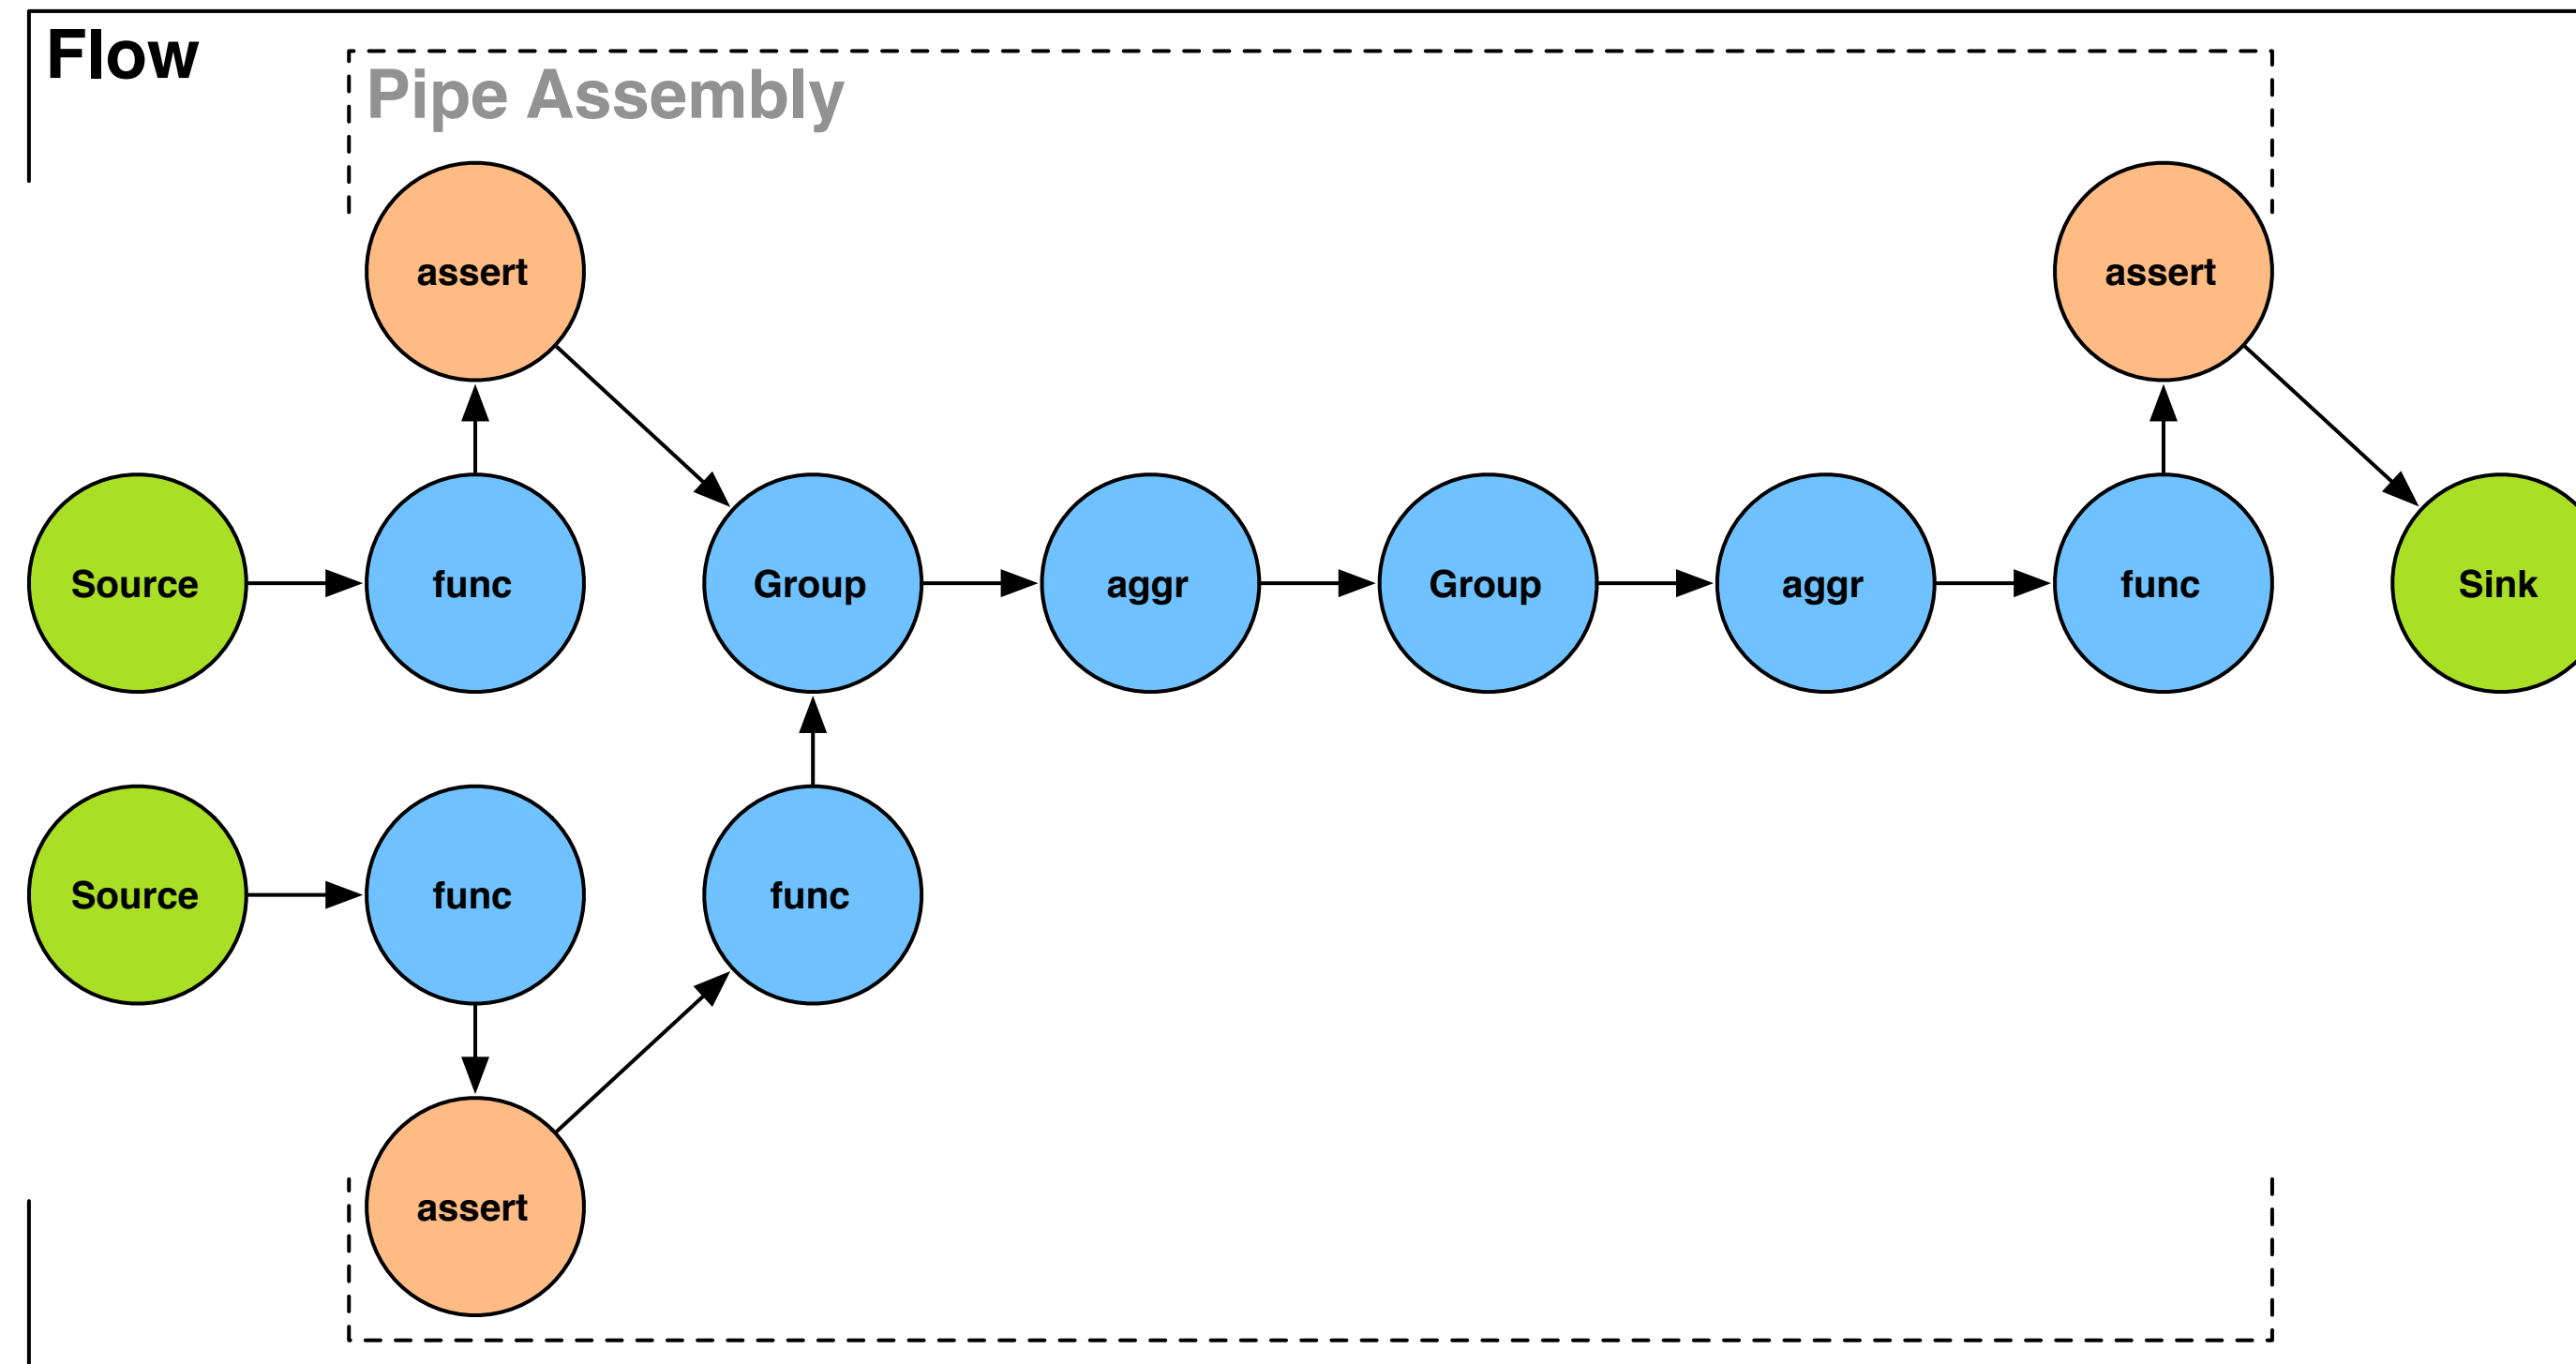 Flow
Pipe Assembly
assert
assert
Source
func
Group
aggr
Group
aggr
func
Sink
Source
func
func
assert